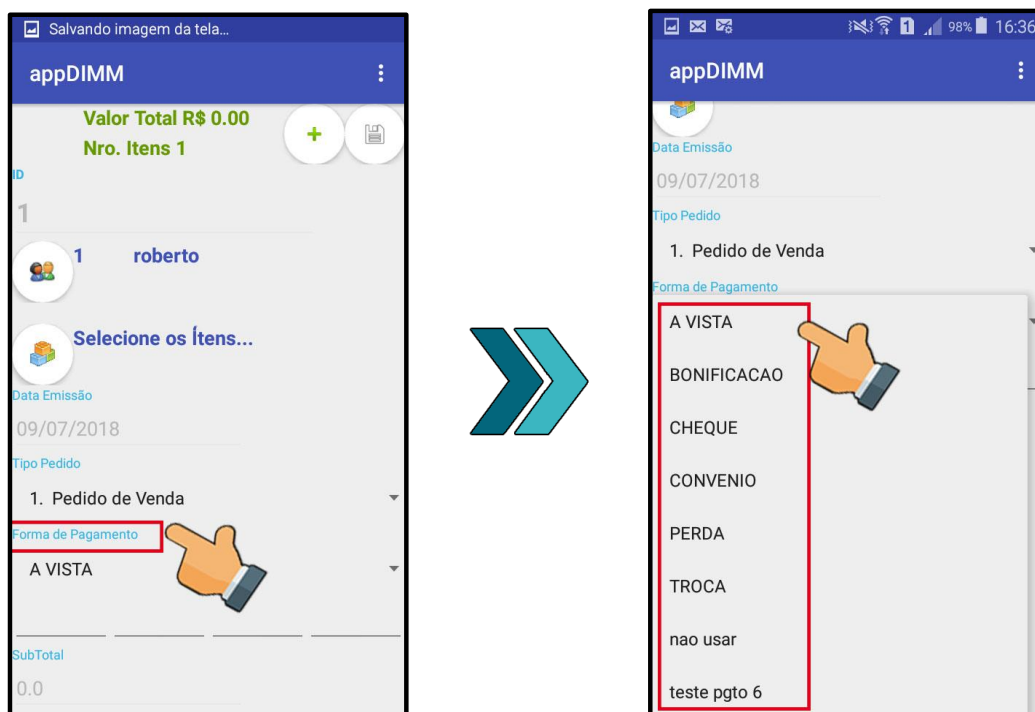 Salvando imagem da tela...
appDIMM
Valor Total R$ 0.00
Nro. Itens 1
ID
1
1 roberto
Selecione os Ítens...
Data Emissão
09/07/2018
Tipo Pedido
1. Pedido de Venda
Forma de Pagamento
A VISTA
SubTotal
0.0
1 98% 16:36
appDIMM
Data Emissão
09/07/2018
Tipo Pedido
1. Pedido de Venda
Forma de Pagamento
A VISTA
BONIFICACAO
CHEQUE
CONVENIO
PERDA
TROCA
nao usar
teste pgto 6